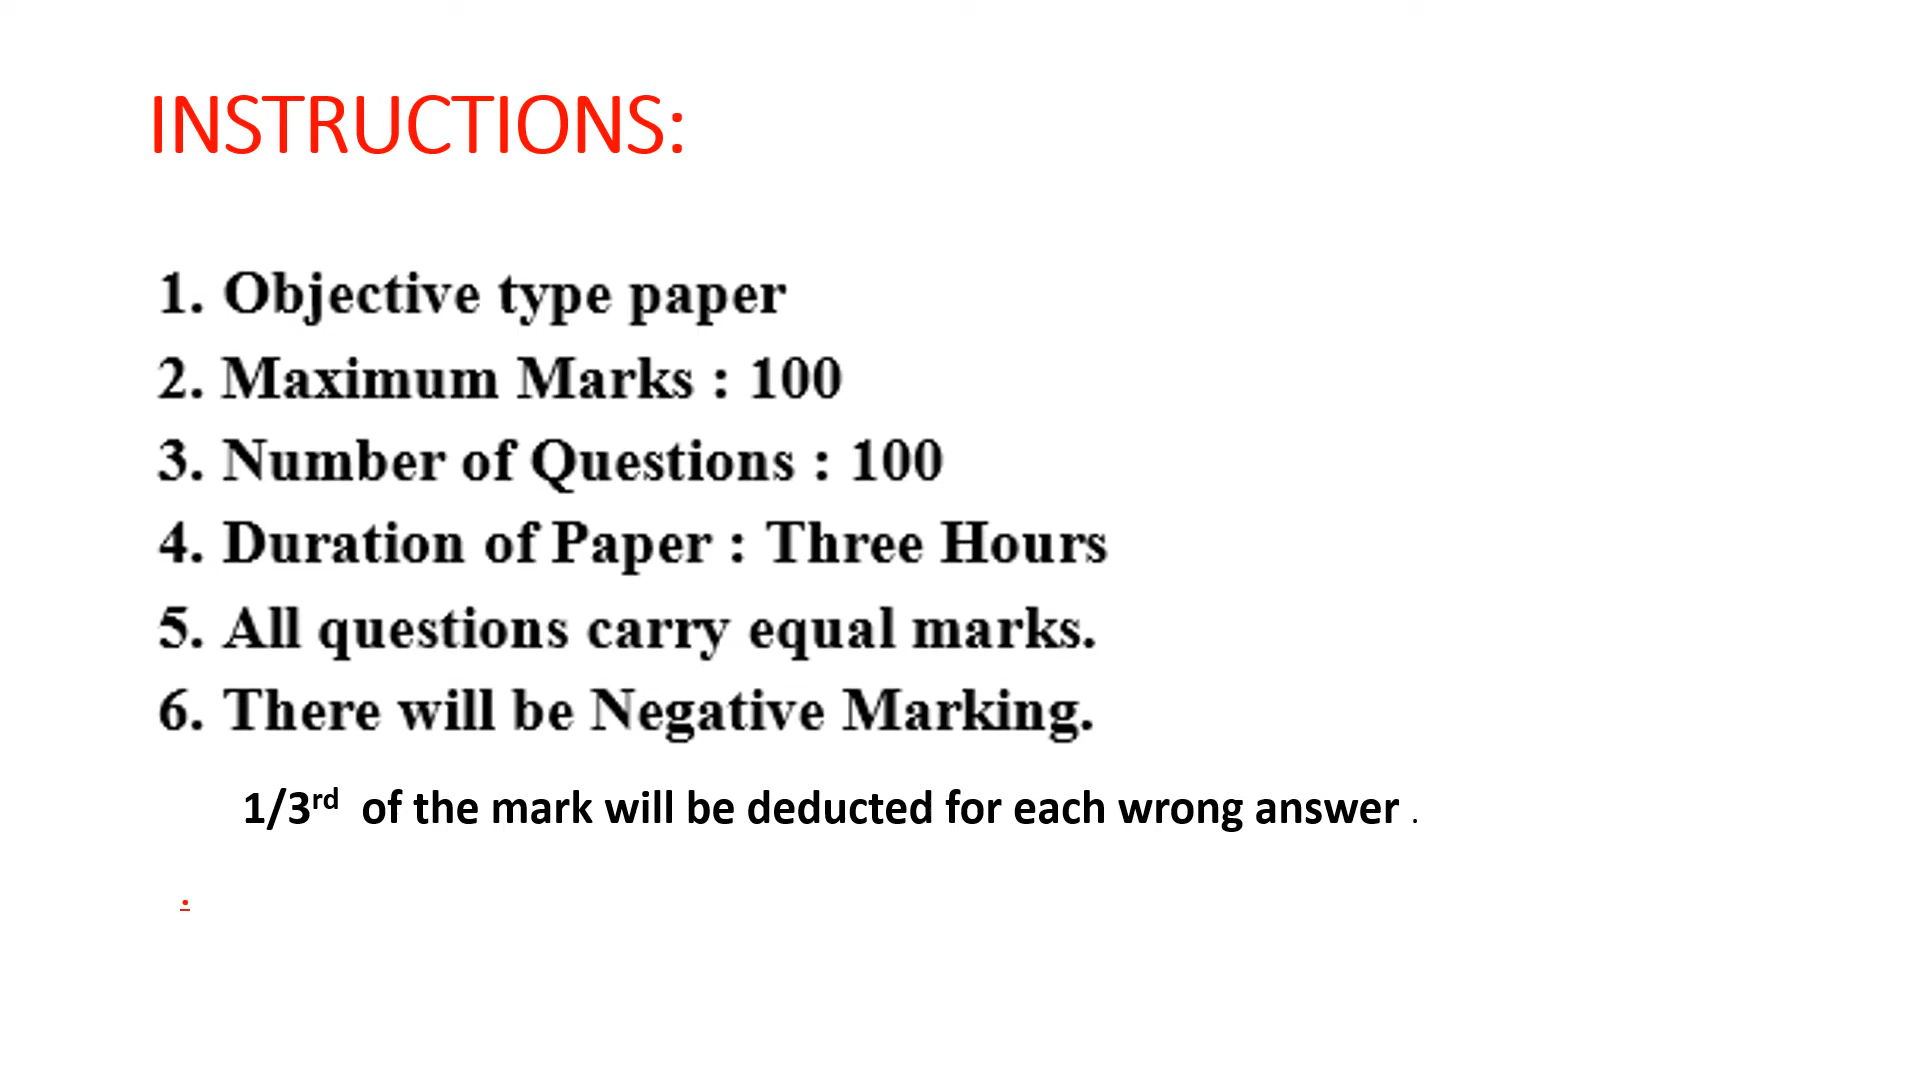 INSTRUCTIONS:
1. Objective type paper
2. Maximum Marks : 100
3. Number of Questions : 100
4. Duration of Paper : Three Hours
5. All questions carry equal marks.
6. There will be Negative Marking.
1/3rd of the mark will be deducted for each wrong answer .
.